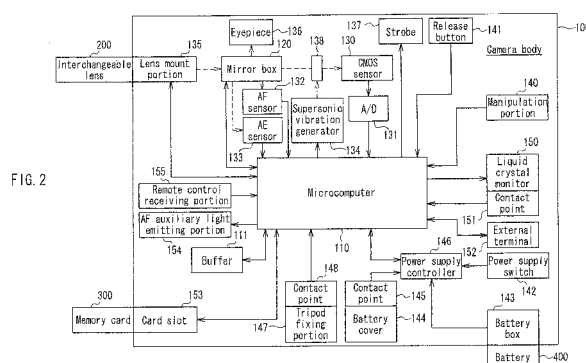 FIG. 2
136
Eyepiece
137
Strobe
Release
button
141
10
Camera body
200
135
120
138
130
Interchangeable
lens
Lens mount
portion
Mirror box
CMOS
sensor
132
AF
sensor
A/D
131
AE
sensor
133
Supersonic
vibration
generator
134
140
Manipulation
portion
150
Liquid
crystal
monitor
Contact
point
151
155
Remote control
receiving portion
Microcomputer
110
AF auxiliary light
emitting portion
154
111
Buffer
External
terminal
152
146
Power supply
controller
Power supply
switch
142
148
Contact
point
Tripod
fixing
portion
147
Contact
point
145
Battery
cover
144
143
Battery
box
300
153
Memory card
Card slot
Battery
400